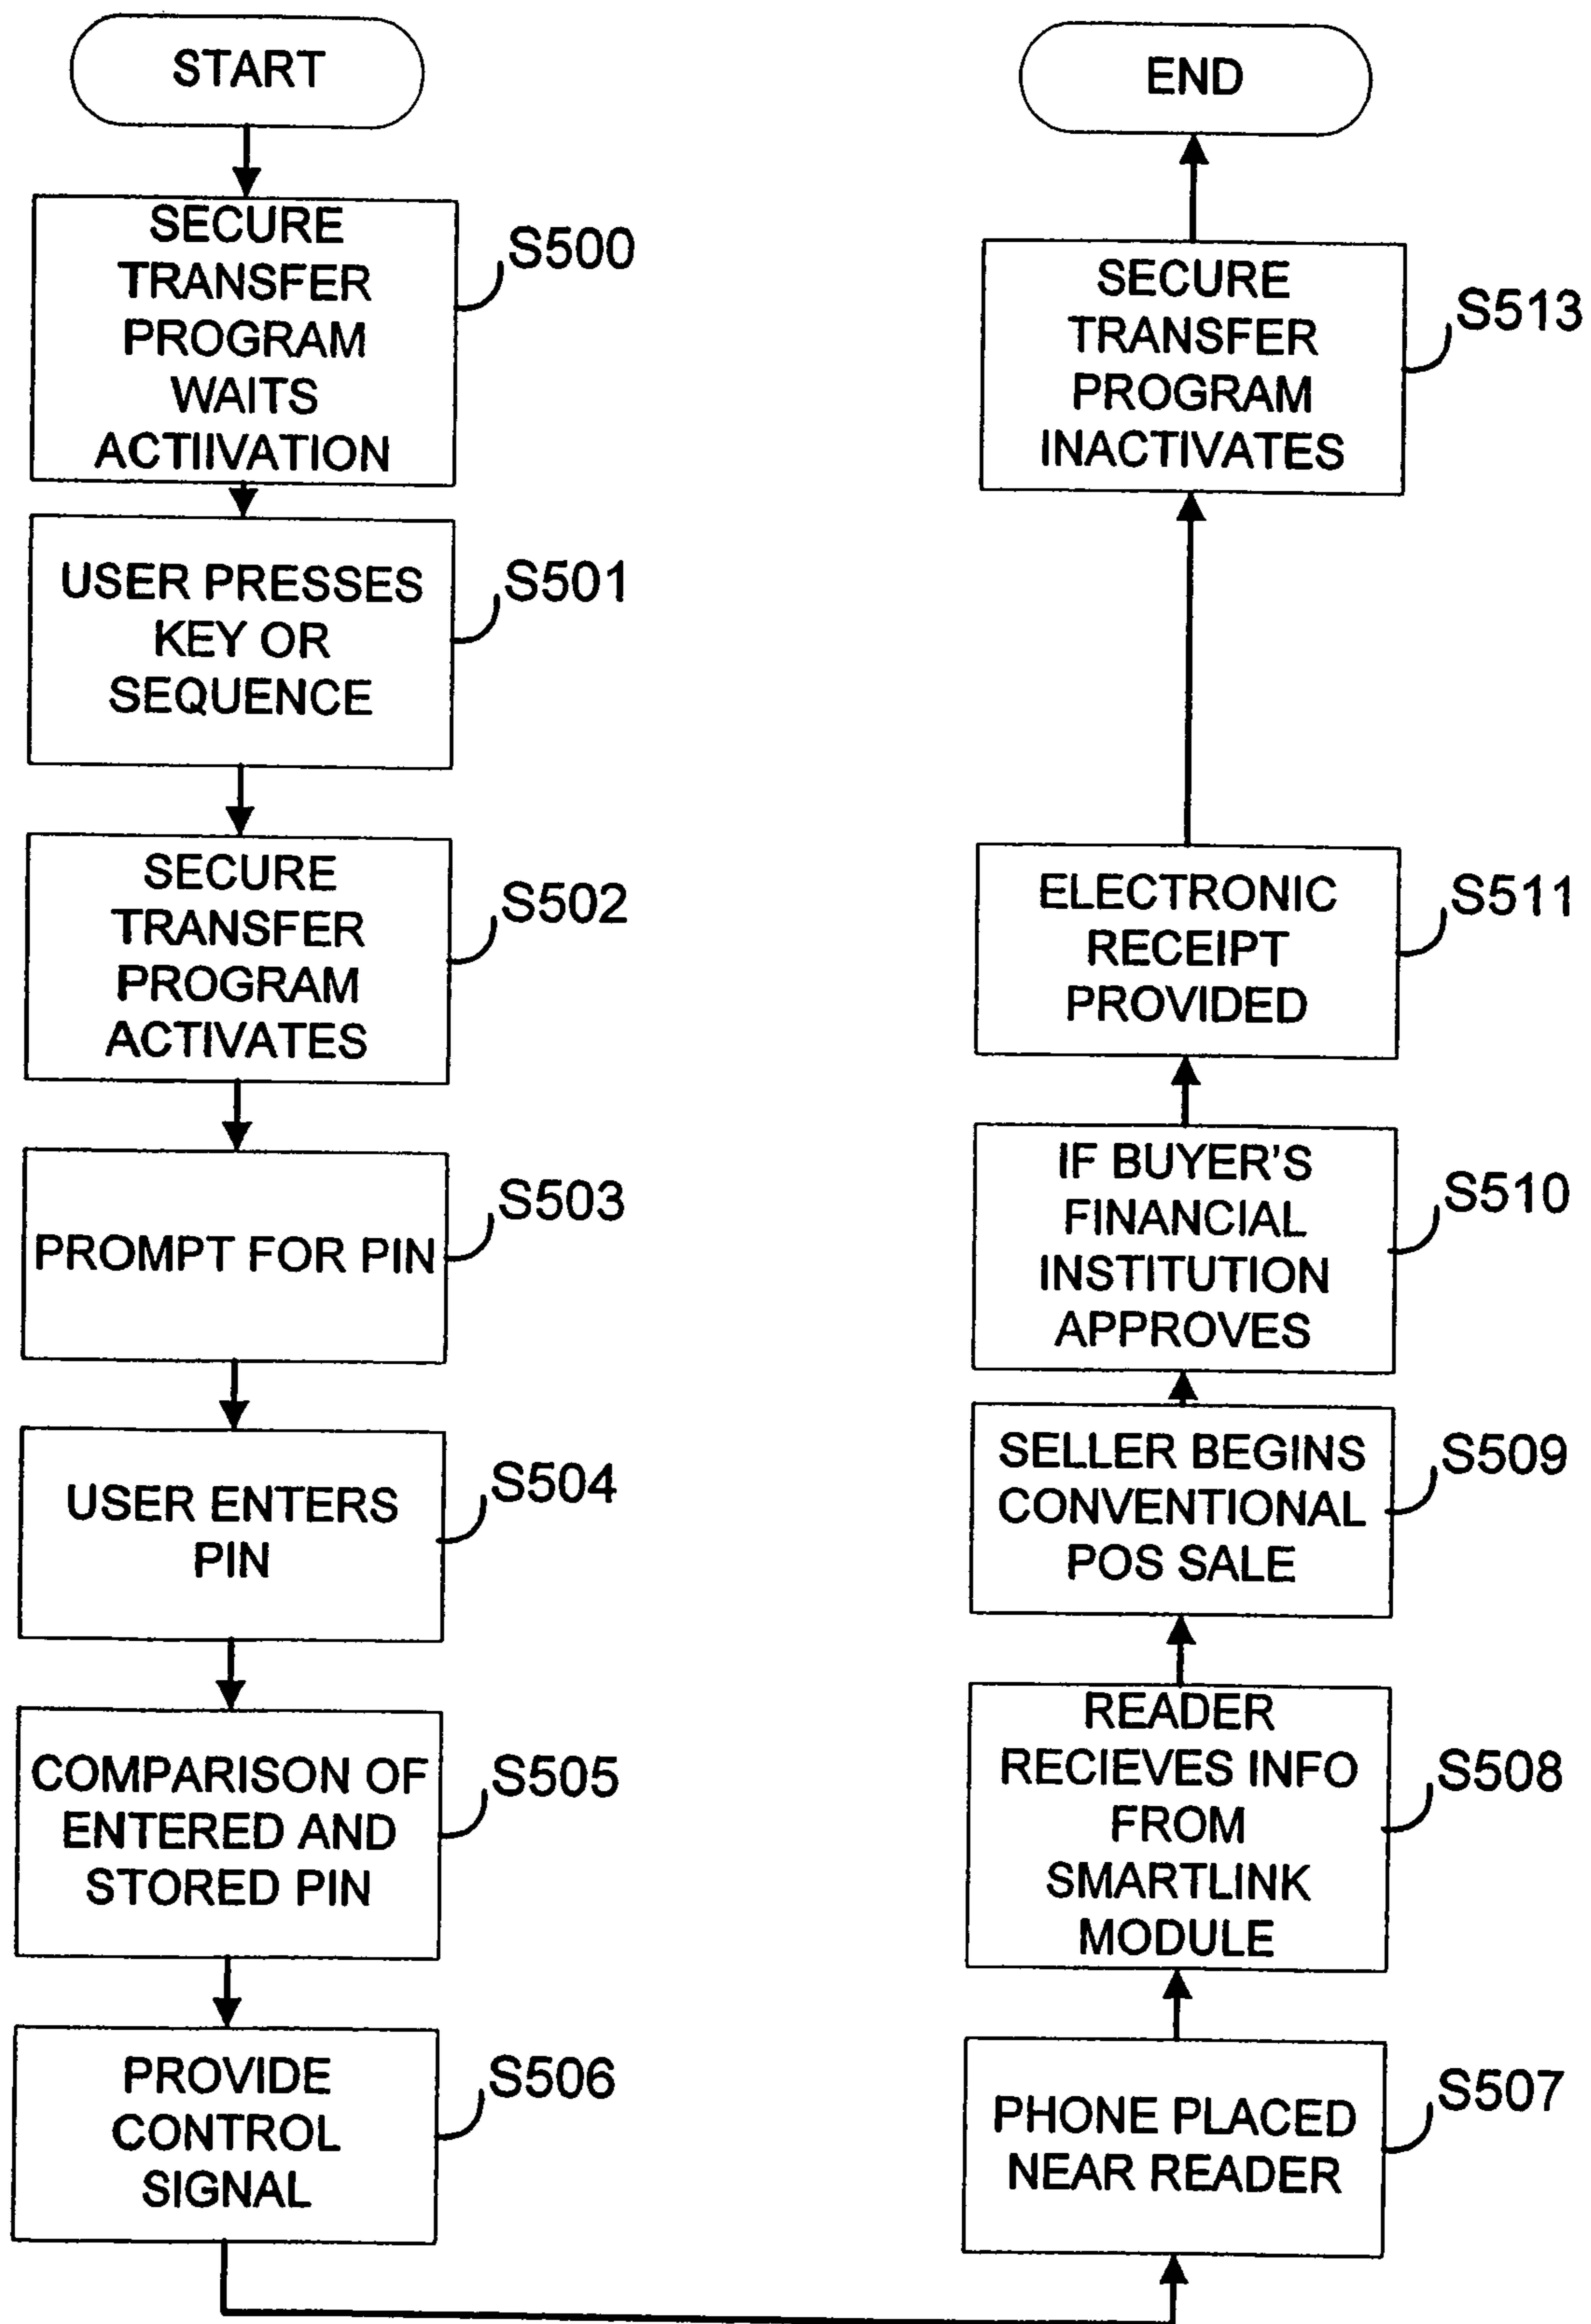 START
SECURE
TRANSFER
PROGRAM
WAITS
ACTIIVATION
S500
USER PRESSES
KEY OR
SEQUENCE
S501
SECURE
TRANSFER
PROGRAM
ACTIVATES
S502
PROMPT FOR PIN
S503
USER ENTERS
PIN
S504
COMPARISON OF
ENTERED AND
STORED PIN
S505
PROVIDE
CONTROL
SIGNAL
S506
PHONE PLACED
NEAR READER
S507
READER
RECIEVES INFO
FROM
SMARTLINK
MODULE
S508
SELLER BEGINS
CONVENTIONAL
POS SALE
S509
IF BUYER'S
FINANCIAL
INSTITUTION
APPROVES
S510
ELECTRONIC
RECEIPT
PROVIDED
S511
SECURE
TRANSFER
PROGRAM
INACTIVATES
S513
END